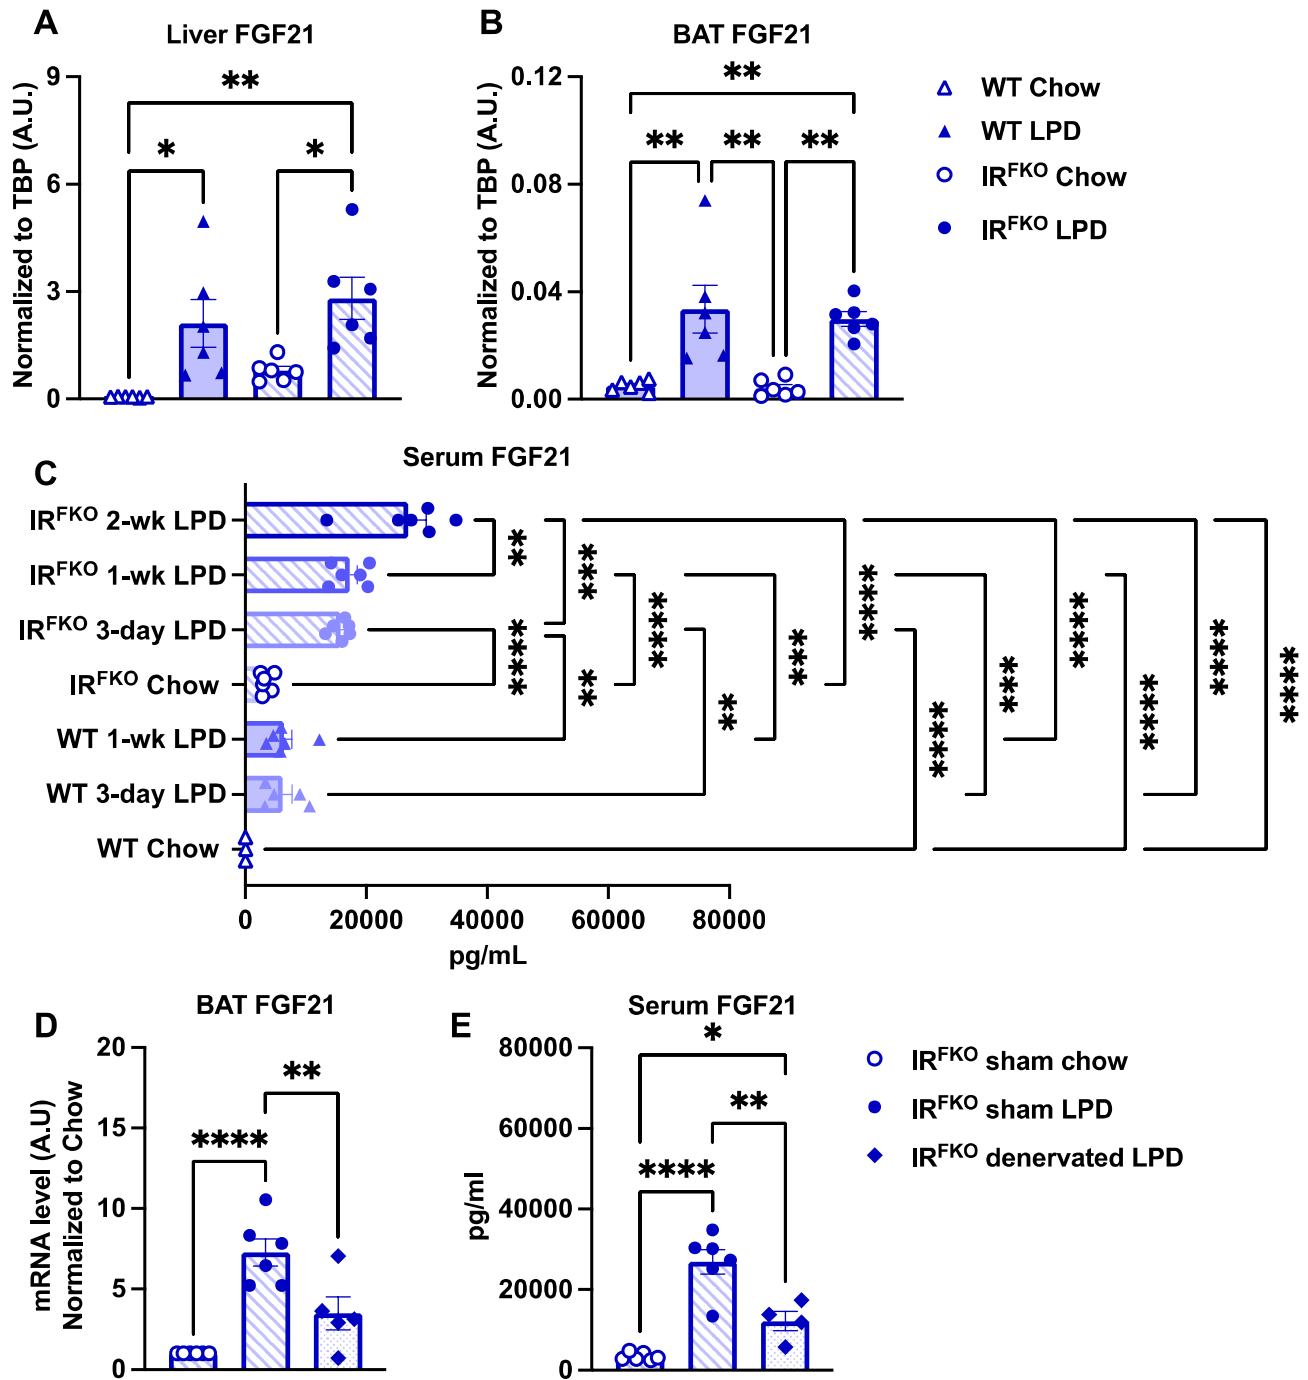 A
Liver FGF21
Normalized to TBP (A.U.)
9
6
3
0
**
*
*
B
BAT FGF21
Normalized to TBP (A.U.)
0.12
0.08
0.04
0.00
**
**
**
**
WT Chow
WT LPD
IRFKO Chow
IRFKO LPD
C
Serum FGF21
IRFKO 2-wk LPD
IRFKO 1-wk LPD
IRFKO 3-day LPD
IRFKO Chow
WT 1-wk LPD
WT 3-day LPD
WT Chow
**
****
***
**
****
**
***
****
****
***
****
****
****
****
0
20000
40000
60000
80000
pg/mL
D
BAT FGF21
mRNA level (A.U)
Normalized to Chow
20
15
10
5
0
****
**
E
Serum FGF21
pg/ml
80000
60000
40000
20000
0
*
**
****
IRFKO sham chow
IRFKO sham LPD
IRFKO denervated LPD